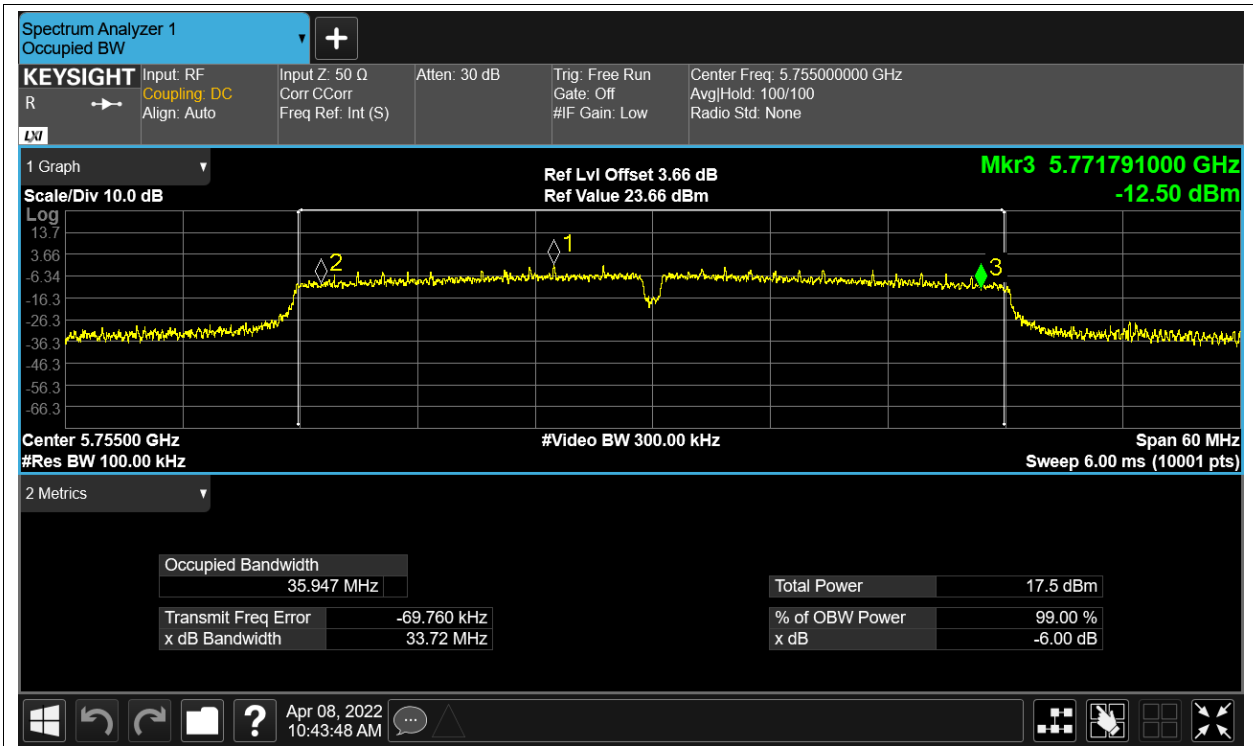 Spectrum Analyzer 1
Occupied BW
KEYSIGHT
R
LXI
Input: RF
Coupling: DC
Align: Auto
Input Z: 50 Ω
Corr CCorr
Freq Ref: Int (S)
Atten: 30 dB
Trig: Free Run
Gate: Off
#IF Gain: Low
Center Freq: 5.755000000 GHz
Avg|Hold: 100/100
Radio Std: None
1 Graph
Scale/Div 10.0 dB
Ref Lvl Offset 3.66 dB
Ref Value 23.66 dBm
Mkr3 5.771791000 GHz
-12.50 dBm
Log
13.7
3.66
-6.34
-16.3
-26.3
-36.3
-46.3
-56.3
-66.3
2
1
3
Center 5.75500 GHz
#Res BW 100.00 kHz
#Video BW 300.00 kHz
Span 60 MHz
Sweep 6.00 ms (10001 pts)
2 Metrics
Occupied Bandwidth
35.947 MHz
Transmit Freq Error -69.760 kHz
x dB Bandwidth 33.72 MHz
Total Power 17.5 dBm
% of OBW Power 99.00 %
x dB -6.00 dB
?
Apr 08, 2022
10:43:48 AM